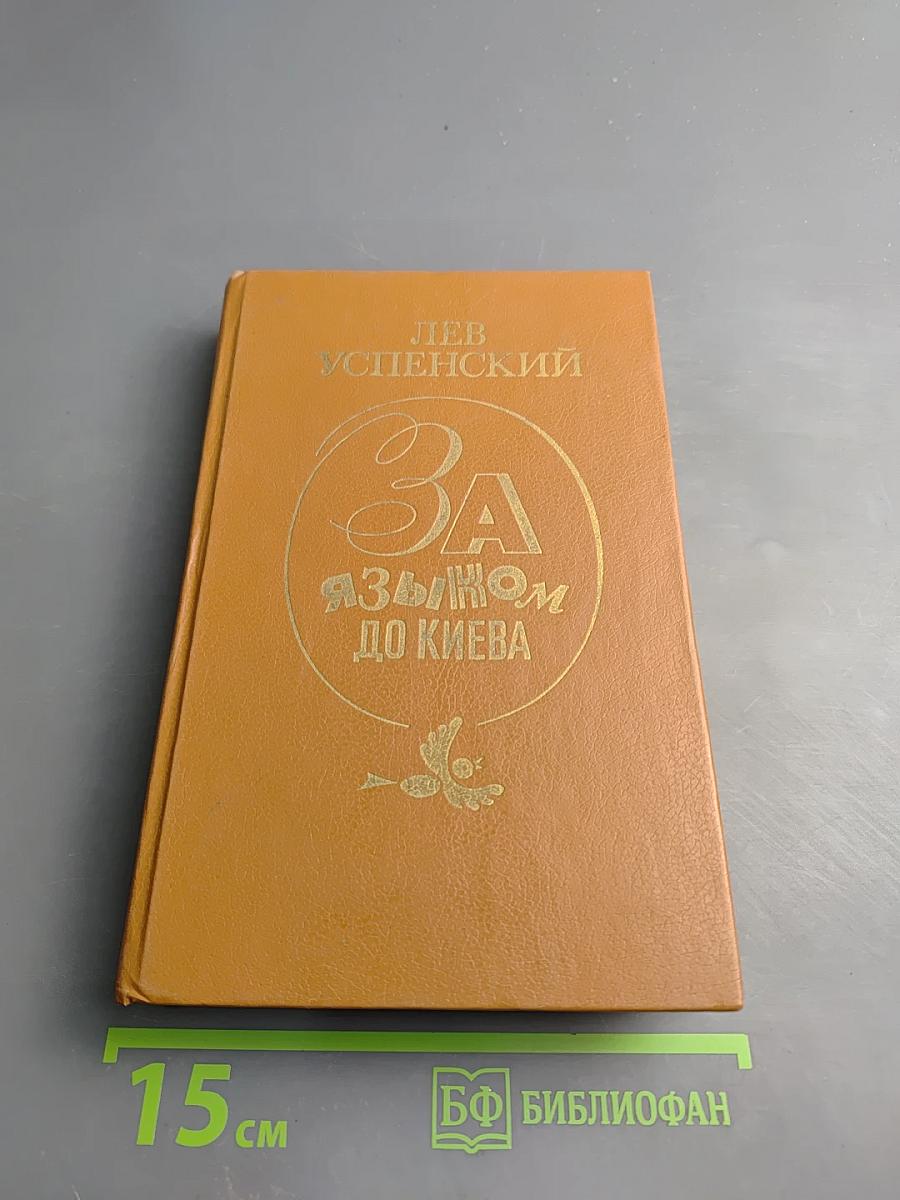 ЛЕВ
УСПЕНСКИЙ
ЗА
ЯЗЫКОМ
ДО КИЕВА
15 см
БФ БИБЛИОФАН